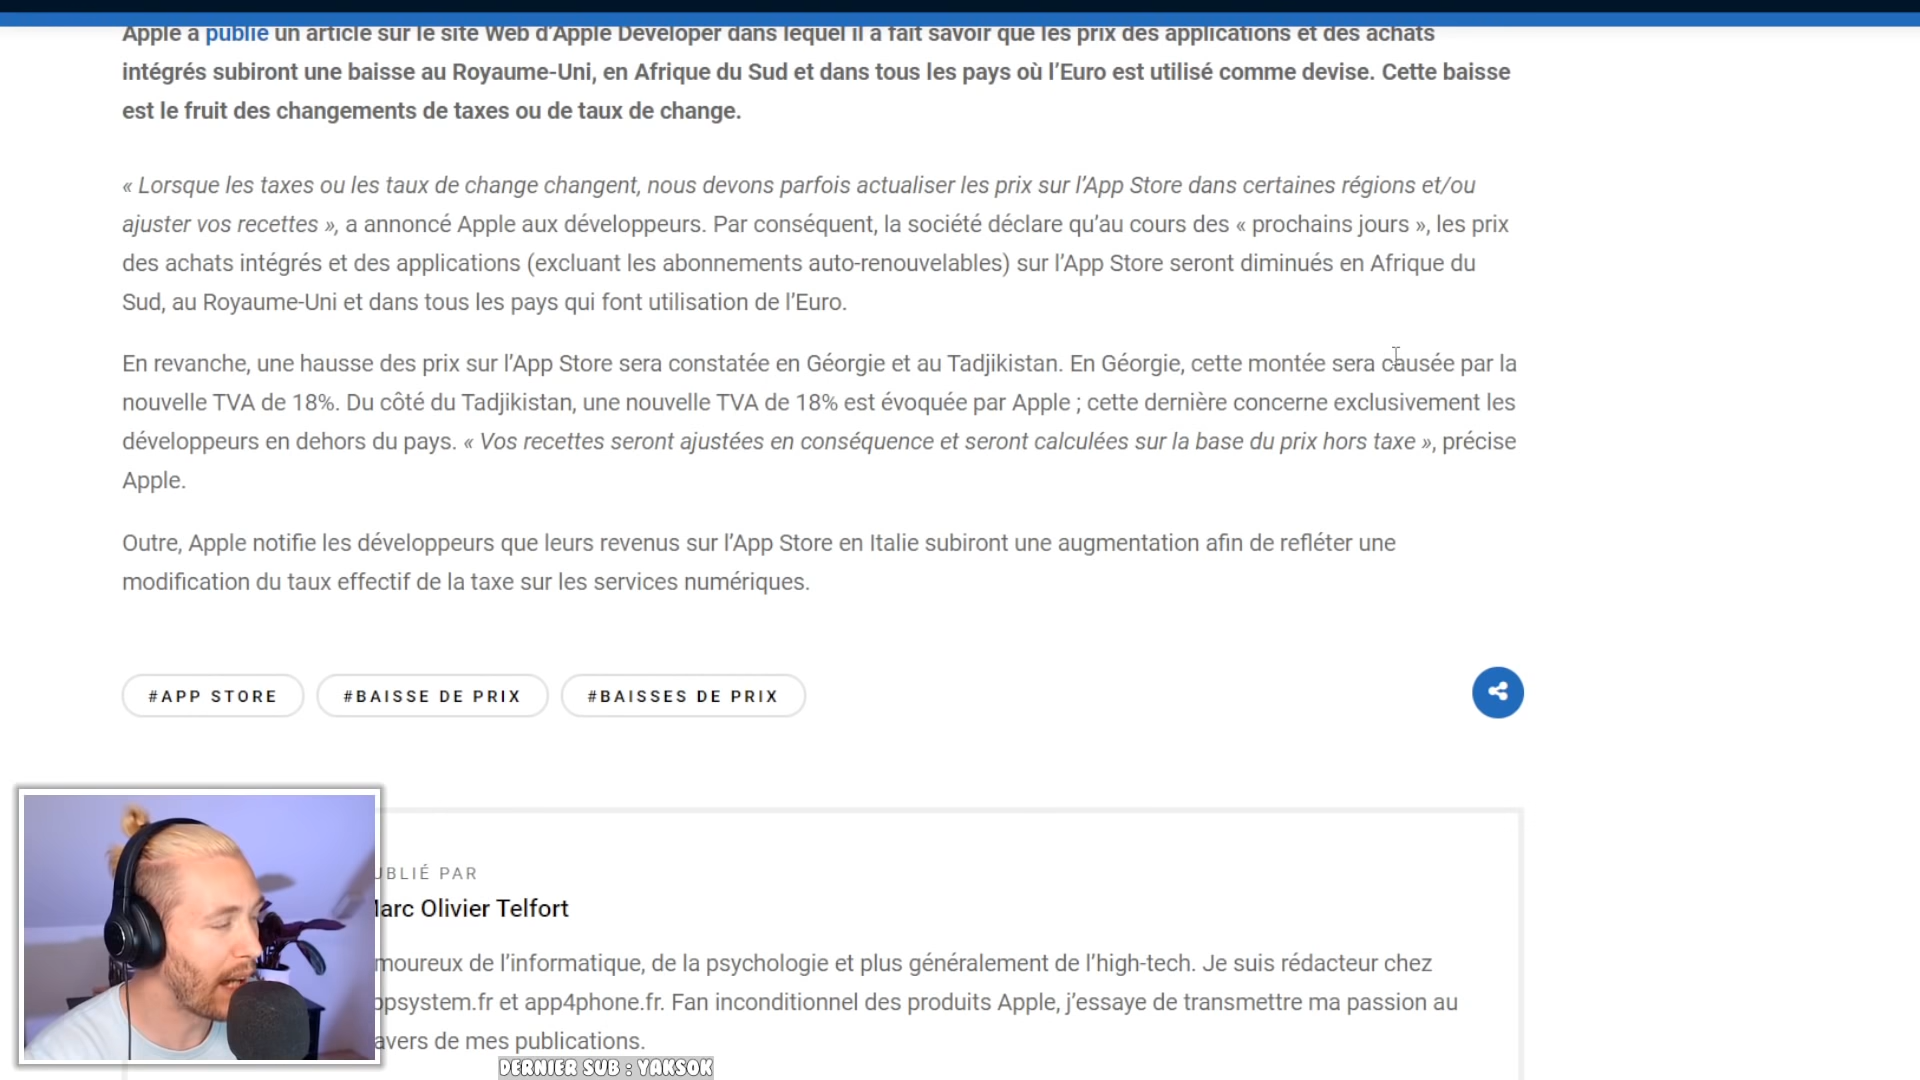 Apple a publié un article sur le site Web d’Apple Developer dans lequel il a fait savoir que les prix des applications et des achats
intégrés subiront une baisse au Royaume-Uni, en Afrique du Sud et dans tous les pays où l’Euro est utilisé comme devise. Cette baisse
est le fruit des changements de taxes ou de taux de change.
« Lorsque les taxes ou les taux de change changent, nous devons parfois actualiser les prix sur l’App Store dans certaines régions et/ou
ajuster vos recettes », a annoncé Apple aux développeurs. Par conséquent, la société déclare qu’au cours des « prochains jours », les prix
des achats intégrés et des applications (excluant les abonnements auto-renouvelables) sur l’App Store seront diminués en Afrique du
Sud, au Royaume-Uni et dans tous les pays qui font utilisation de l’Euro.
En revanche, une hausse des prix sur l’App Store sera constatée en Géorgie et au Tadjikistan. En Géorgie, cette montée sera causée par la
nouvelle TVA de 18%. Du côté du Tadjikistan, une nouvelle TVA de 18% est évoquée par Apple ; cette dernière concerne exclusivement les
développeurs en dehors du pays. « Vos recettes seront ajustées en conséquence et seront calculées sur la base du prix hors taxe », précise
Apple.
Outre, Apple notifie les développeurs que leurs revenus sur l’App Store en Italie subiront une augmentation afin de refléter une
modification du taux effectif de la taxe sur les services numériques.
#APP STORE #BAISSE DE PRIX #BAISSES DE PRIX
UBLIÉ PAR
Marc Olivier Telfort
moureux de l’informatique, de la psychologie et plus généralement de l’high-tech. Je suis rédacteur chez
ppsystem.fr et app4phone.fr. Fan inconditionnel des produits Apple, j’essaye de transmettre ma passion au
avers de mes publications.
DERNIER SUB : YAKSOK